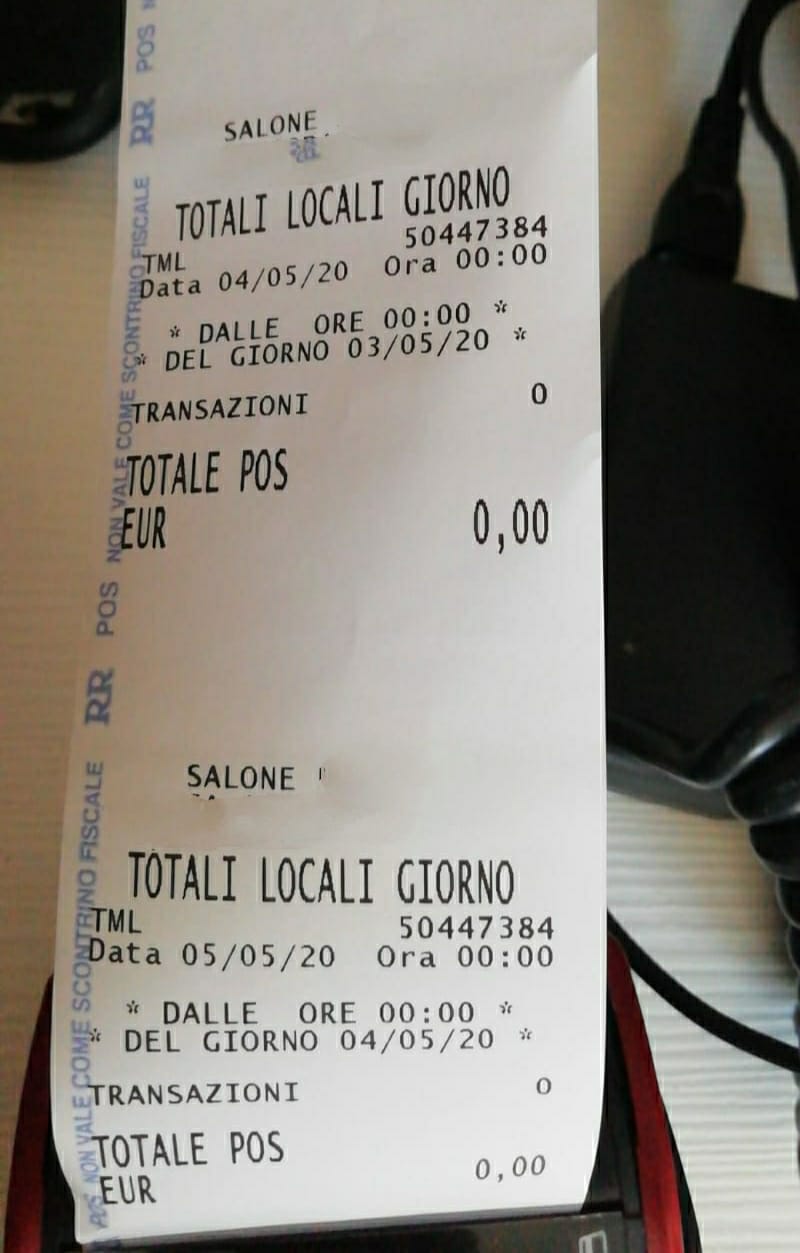 SALONE
TOTALI LOCALI GIORNO
TML 50447384
Data 04/05/20 Ora 00:00
* DALLE ORE 00:00 *
* DEL GIORNO 03/05/20 *
TRANSAZIONI 0
TOTALE POS
EUR 0,00
SALONE
TOTALI LOCALI GIORNO
TML 50447384
Data 05/05/20 Ora 00:00
* DALLE ORE 00:00 *
* DEL GIORNO 04/05/20 *
TRANSAZIONI 0
TOTALE POS
EUR 0,00
POS RR NON VALE COME SCONTRINO FISCALE POS RR NON VALE COME SCONTRINO FISCALE POS